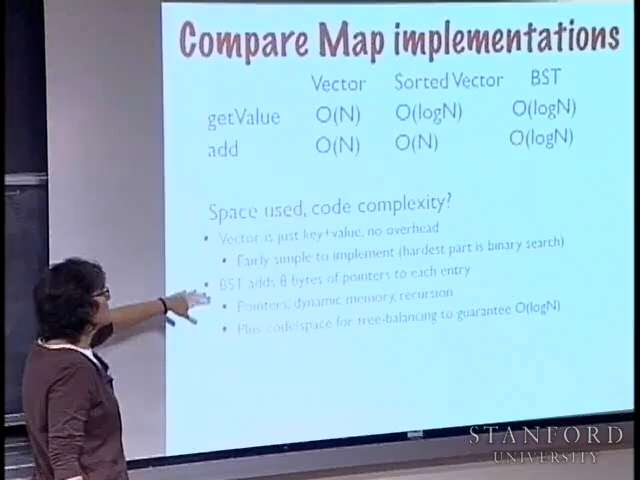 Compare Map implementations
Vector Sorted Vector BST
getValue O(N) O(logN) O(logN)
add O(N) O(N) O(logN)
Space used, code complexity?
• Vector is just key+value, no overhead
• Fairly simple to implement (hardest part is binary search)
• BST adds 8 bytes of pointers to each entry
• Pointers, dynamic memory, recursion
• Plus code/space for tree-balancing to guarantee O(logN)
STANFORD
UNIVERSITY